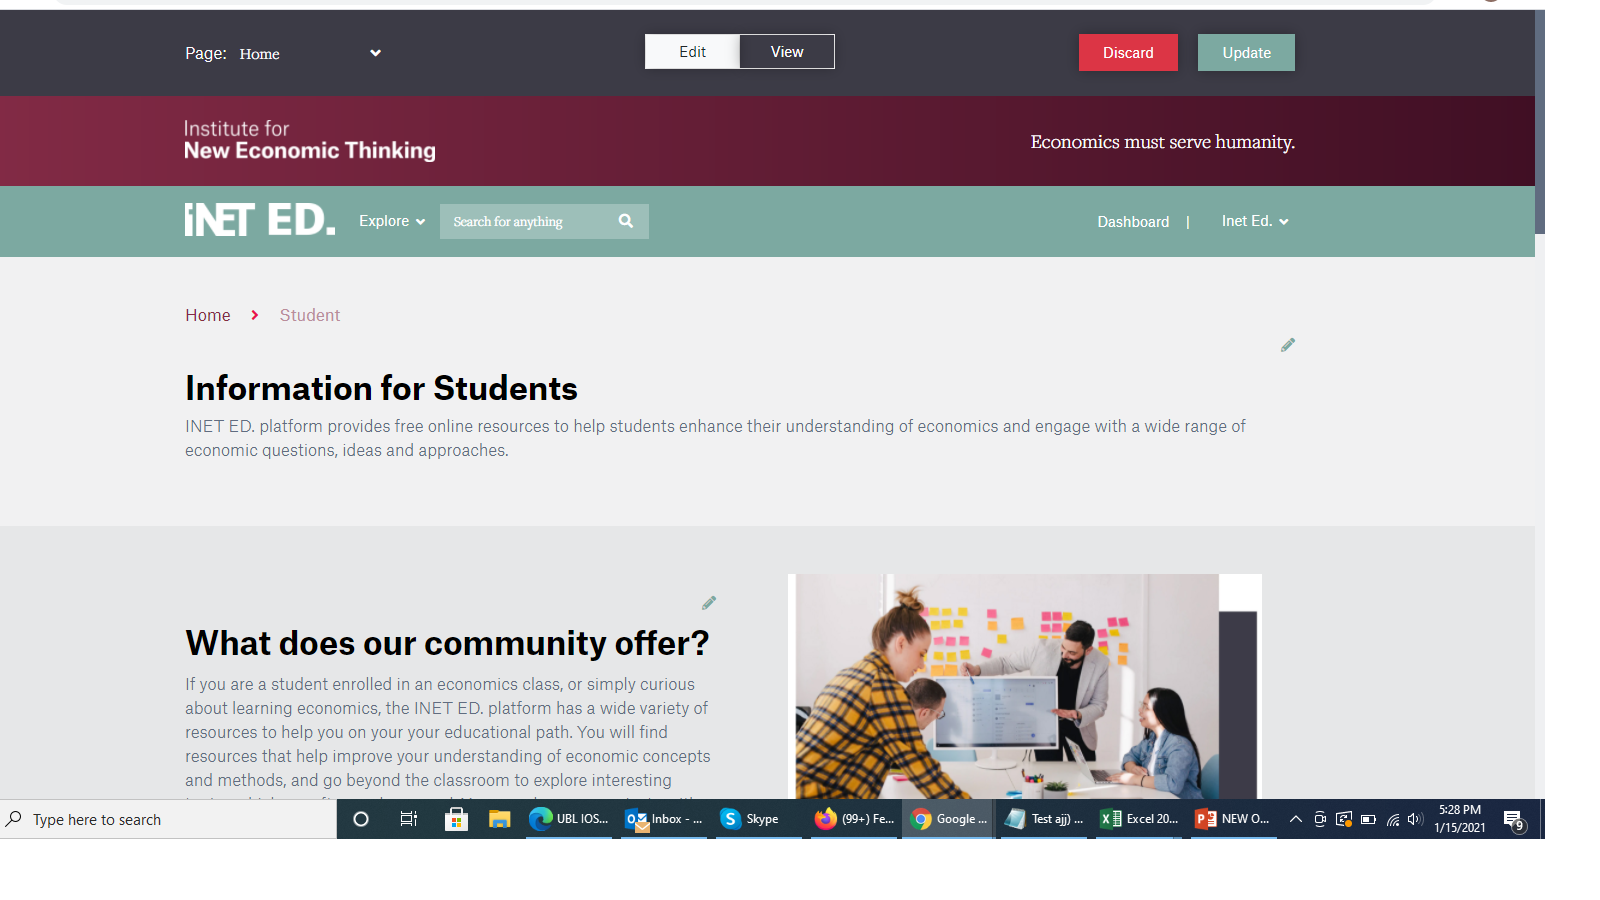 Page: Home
Edit View
Discard Update
Institute for
New Economic Thinking
Economics must serve humanity.
iNET ED. Explore Search for anything Dashboard | Inet Ed.
Home > Student
Information for Students
INET ED. platform provides free online resources to help students enhance their understanding of economics and engage with a wide range of
economic questions, ideas and approaches.
What does our community offer?
If you are a student enrolled in an economics class, or simply curious
about learning economics, the INET ED. platform has a wide variety of
resources to help you on your your educational path. You will find
resources that help improve your understanding of economic concepts
and methods, and go beyond the classroom to explore interesting
Type here to search
UBL IOS... Inbox - ... Skype (99+) Fe... Google ... Test ajj) ... Excel 20... NEW O...
5:28 PM
1/15/2021
9